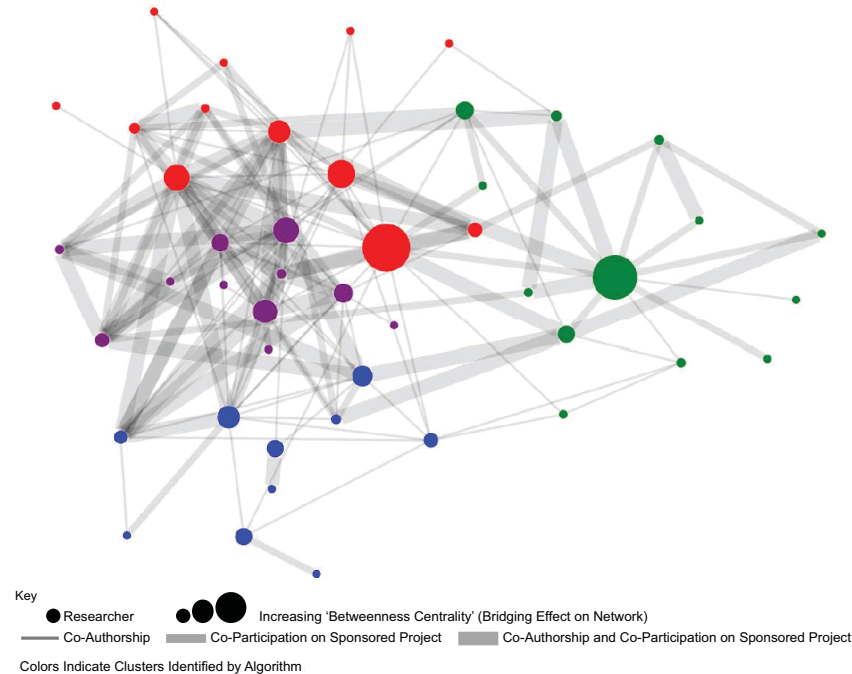 Key
Researcher
Increasing ‘Betweenness Centrality’ (Bridging Effect on Network)
Co-Authorship
Co-Participation on Sponsored Project
Co-Authorship and Co-Participation on Sponsored Project
Colors Indicate Clusters Identified by Algorithm